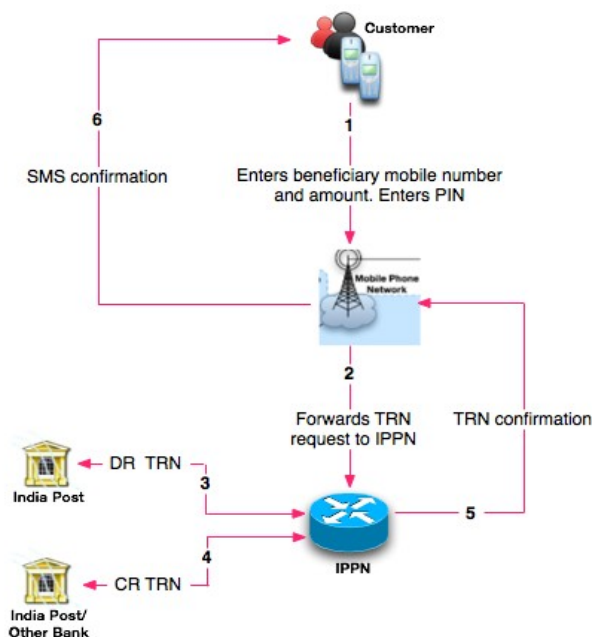 Customer
6
1
SMS confirmation
Enters beneficiary mobile number
and amount. Enters PIN
Mobile Phone
Network
2
Forwards TRN
request to IPPN
TRN confirmation
DR TRN
3
India Post
5
4
IPPN
CR TRN
India Post/
Other Bank